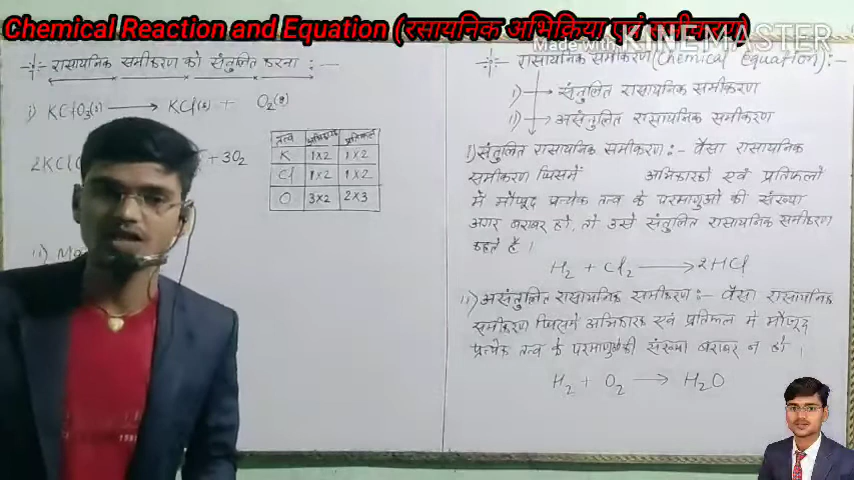 Chemical Reaction and Equation (रसायनिक अभिक्रिया एवं समीकरण)
Made with KINEMASTER
रासायनिक समीकरण को संतुलित करना :—
i) KClO3(s) → KCl(s) + O2(g)
2KCl + 3O2
तत्व अभिकारक प्रतिफल
K 1×2 1×2
Cl 1×2 1×2
O 3×2 2×3
ii) M
रासायनिक समीकरण (Chemical Equation) :-
i) → संतुलित रासायनिक समीकरण
ii) → असंतुलित रासायनिक समीकरण
i) संतुलित रासायनिक समीकरण :- वैसा रासायनिक
समीकरण जिसमें अभिकारकों एवं प्रतिफलों
में मौजूद प्रत्येक तत्व के परमाणुओं की संख्या
अगर बराबर हो, तो उसे संतुलित रासायनिक समीकरण
कहते है।
H2 + Cl2 → 2HCl
ii) असंतुलित रासायनिक समीकरण :- वैसा रासायनिक
समीकरण जिसमें अभिकारक एवं प्रतिफल में मौजूद
प्रत्येक तत्व के परमाणुओं की संख्या बराबर न हो।
H2 + O2 → H2O